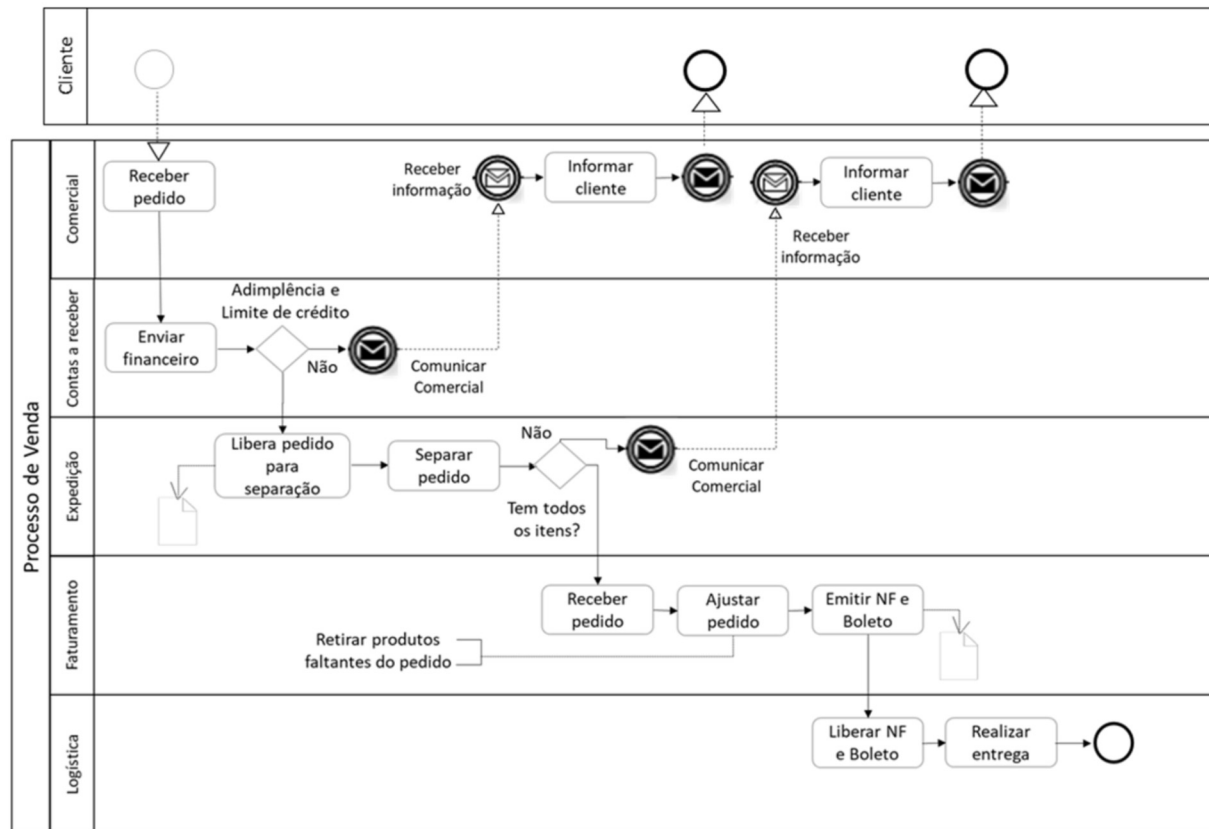 Cliente
Processo de Venda
Comercial
Receber
pedido
Receber
informação
Informar
cliente
Informar
cliente
Receber
informação
Contas a receber
Adimplência e
Limite de crédito
Enviar
financeiro
Não
Comunicar
Comercial
Expedição
Libera pedido
para
separação
Separar
pedido
Não
Tem todos
os itens?
Comunicar
Comercial
Faturamento
Receber
pedido
Ajustar
pedido
Emitir NF e
Boleto
Retirar produtos
faltantes do pedido
Logística
Liberar NF
e Boleto
Realizar
entrega